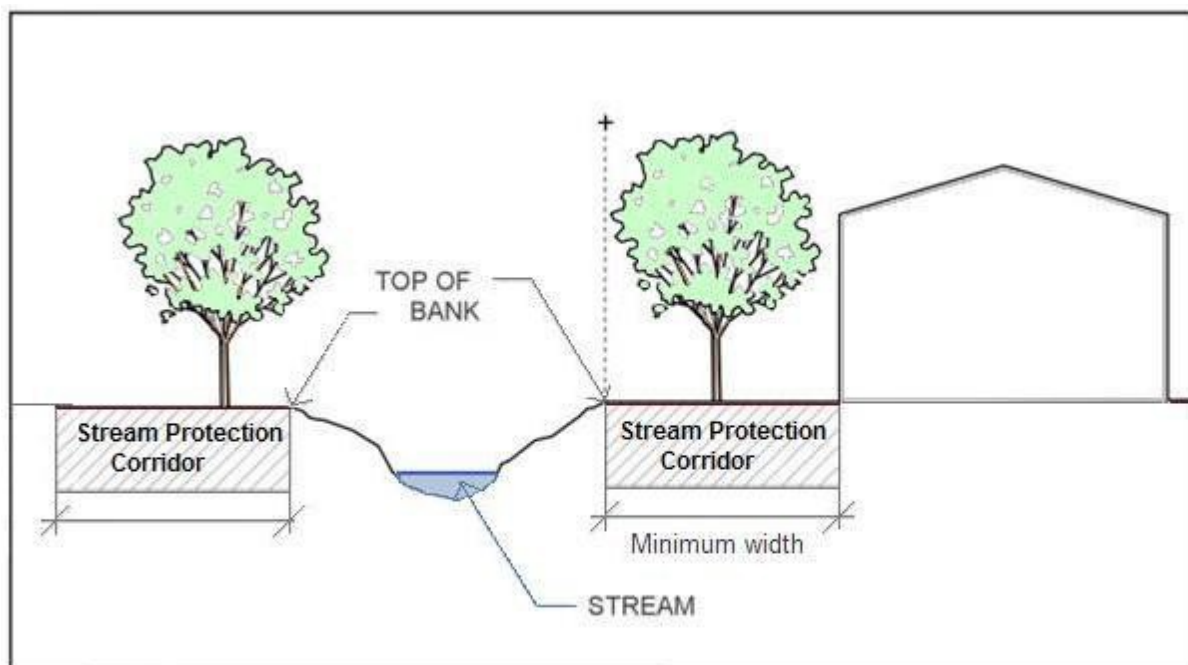 TOP OF
BANK
Stream Protection
Corridor
Stream Protection
Corridor
Minimum width
STREAM